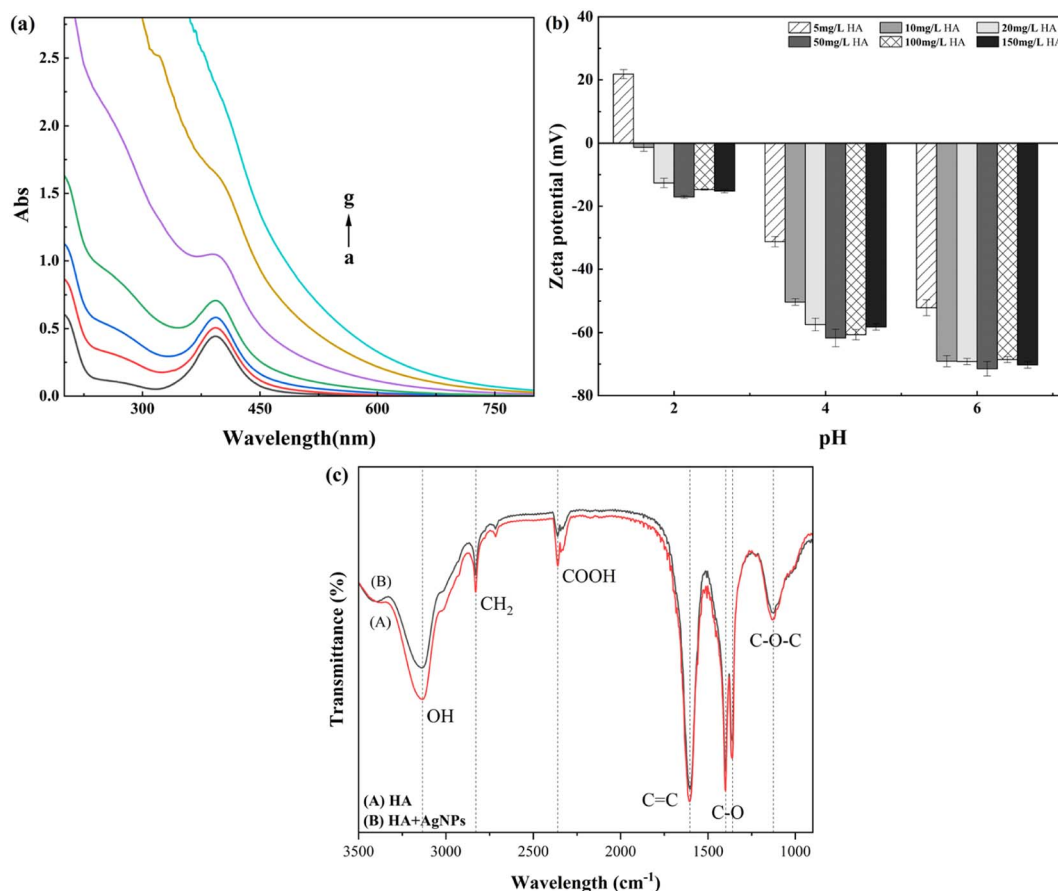 (a)
2.5
2.0
1.5
1.0
0.5
0.0
Abs
g
a
300 450 600 750
Wavelength(nm)
(b)
5mg/L HA 10mg/L HA 20mg/L HA
50mg/L HA 100mg/L HA 150mg/L HA
40
20
0
-20
-40
-60
-80
Zeta potential (mV)
2 4 6
pH
(c)
Transmittance (%)
(B)
(A)
OH
CH₂
COOH
C=C
C-O
C-O-C
(A) HA
(B) HA+AgNPs
3500 3000 2500 2000 1500 1000
Wavelength (cm⁻¹)